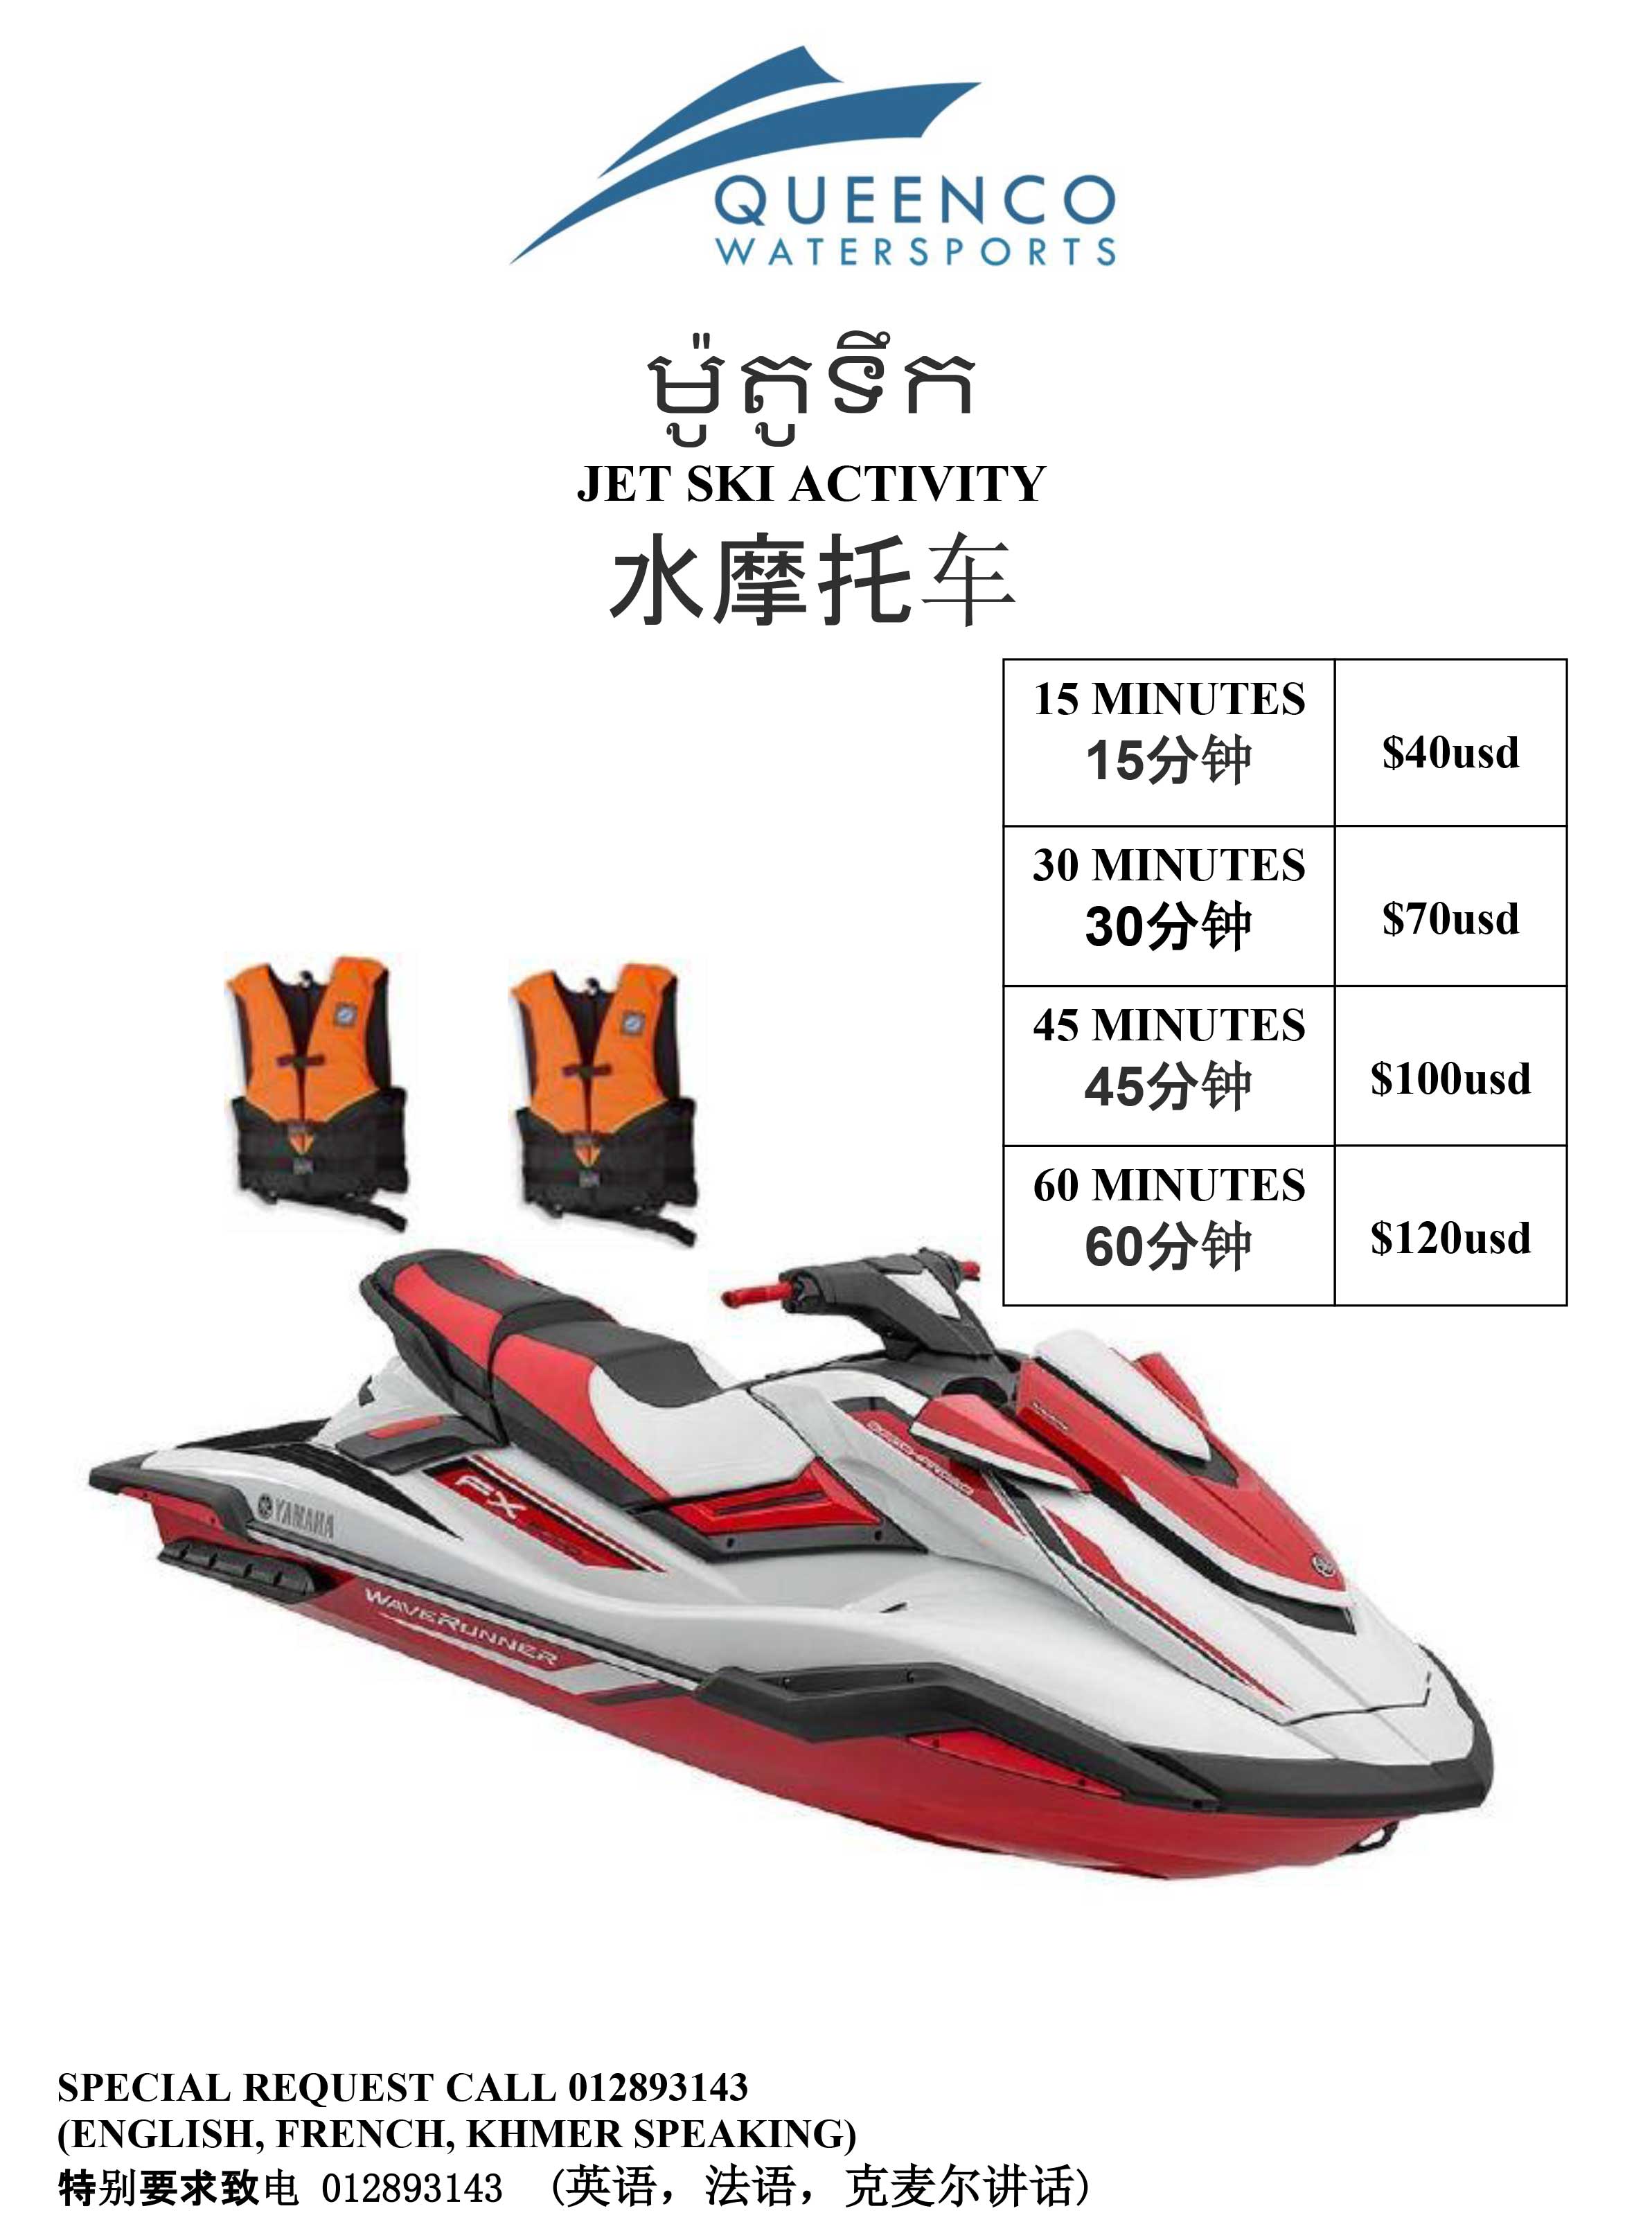 QUEENCO
WATERSPORTS
ម៉ូតូទឹក
JET SKI ACTIVITY
水摩托车
15 MINUTES
15分钟
$40usd
30 MINUTES
30分钟
$70usd
45 MINUTES
45分钟
$100usd
60 MINUTES
60分钟
$120usd
FX
YAMAHA
WAVERUNNER
SPECIAL REQUEST CALL 012893143
(ENGLISH, FRENCH, KHMER SPEAKING)
特别要求致电 012893143 (英语，法语，克麦尔讲话)